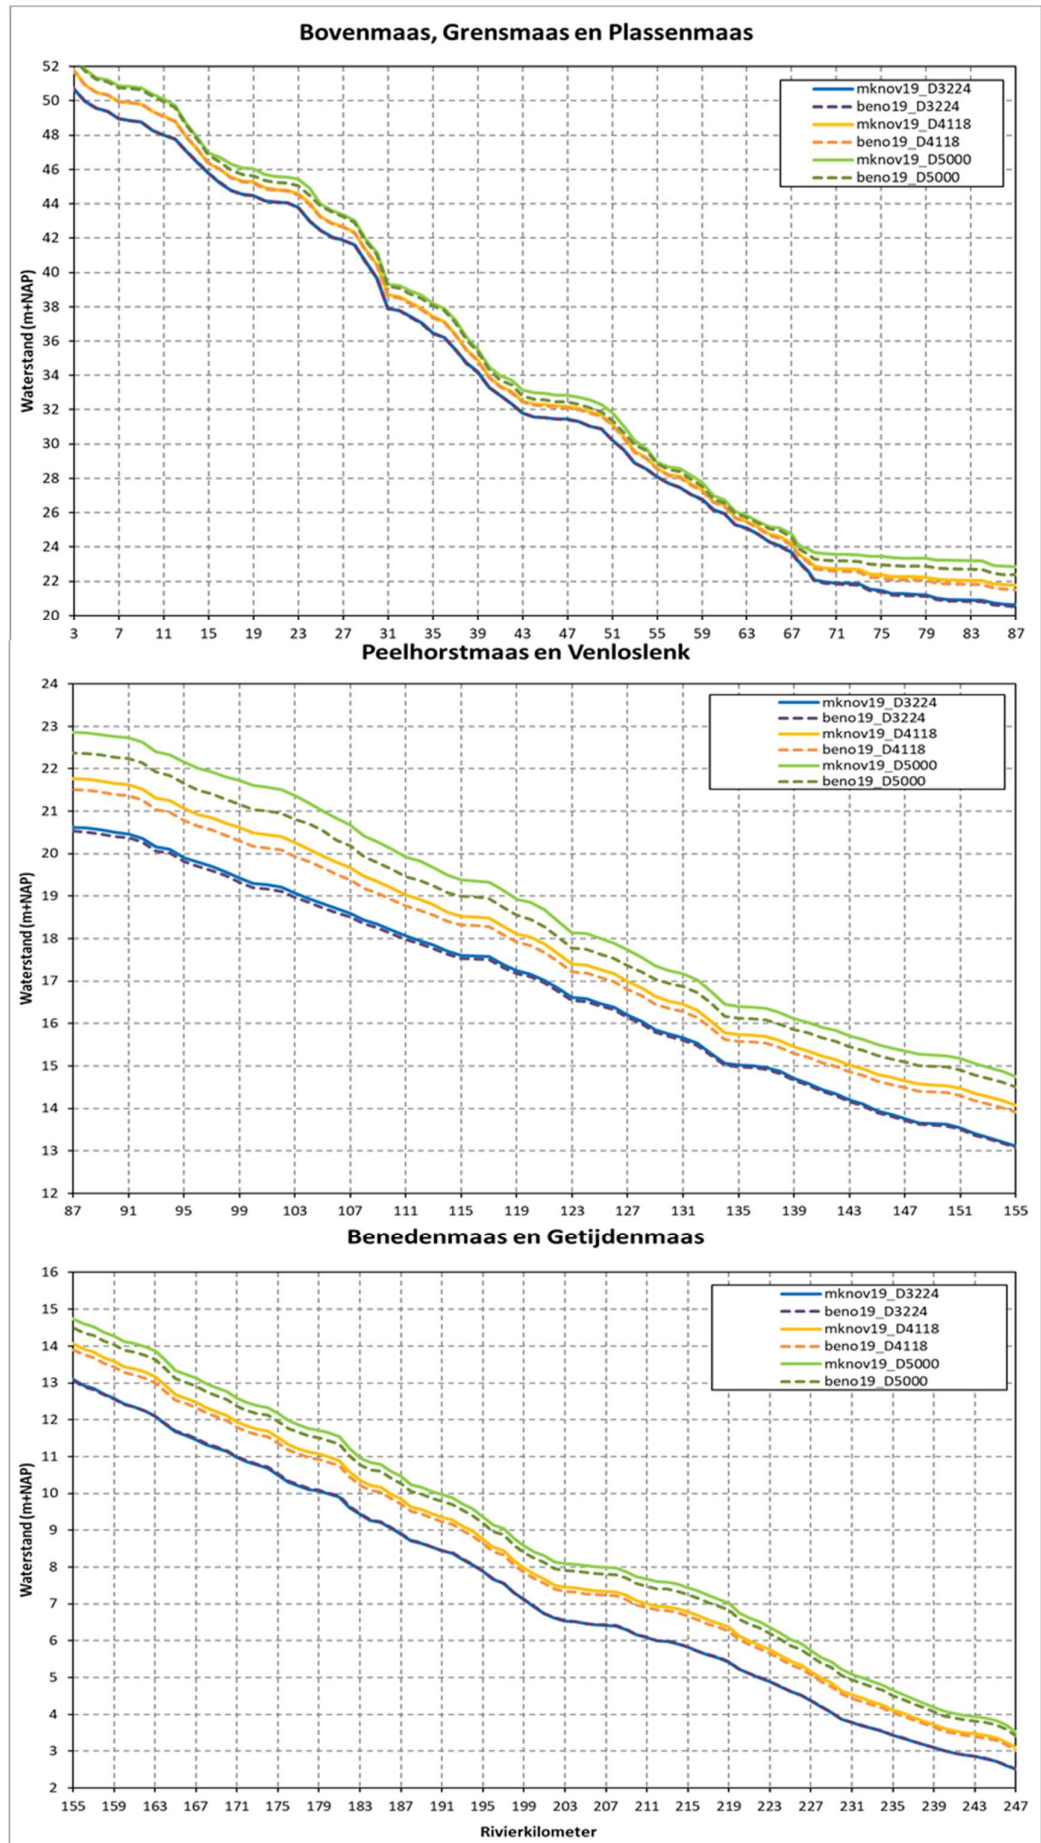 Bovenmaas, Grensmaas en Plassenmaas
52
50
48
46
44
42
40
38
36
34
32
30
28
26
24
22
20
Waterstand (m+NAP)
mknov19_D3224
beno19_D3224
mknov19_D4118
beno19_D4118
mknov19_D5000
beno19_D5000
3 7 11 15 19 23 27 31 35 39 43 47 51 55 59 63 67 71 75 79 83 87
Peelhorstmaas en Venloslenk
24
23
22
21
20
19
18
17
16
15
14
13
12
Waterstand (m+NAP)
mknov19_D3224
beno19_D3224
mknov19_D4118
beno19_D4118
mknov19_D5000
beno19_D5000
87 91 95 99 103 107 111 115 119 123 127 131 135 139 143 147 151 155
Benedenmaas en Getijdenmaas
16
15
14
13
12
11
10
9
8
7
6
5
4
3
2
Waterstand (m+NAP)
mknov19_D3224
beno19_D3224
mknov19_D4118
beno19_D4118
mknov19_D5000
beno19_D5000
155 159 163 167 171 175 179 183 187 191 195 199 203 207 211 215 219 223 227 231 235 239 243 247
Rivierkilometer